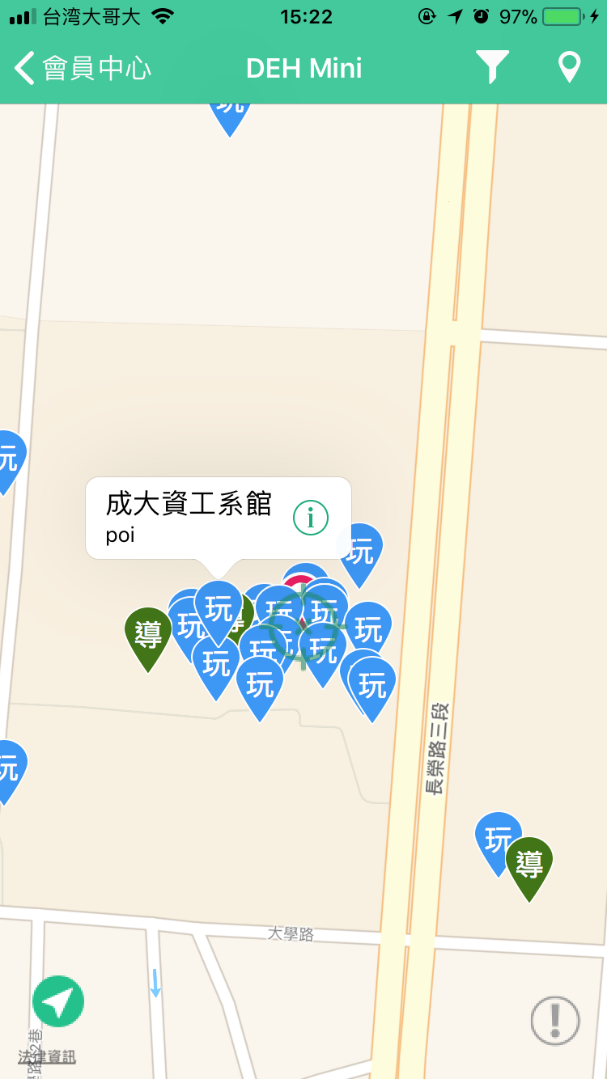 台湾大哥大 15:22 97%
會員中心 DEH Mini
玩
玩
成大資工系館
poi
玩
玩 玩 導 玩 玩 玩
導
玩 玩 玩
玩 玩
玩
長榮路三段
玩
導
大學路
法律資訊